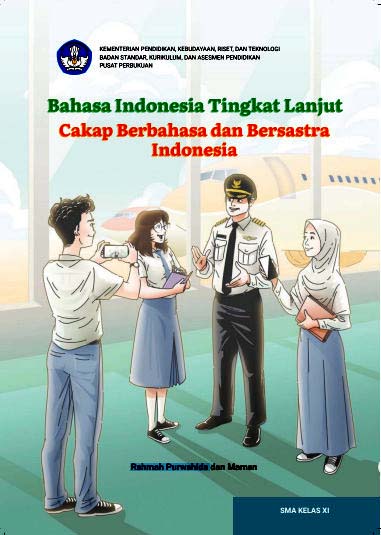 KEMENTERIAN PENDIDIKAN, KEBUDAYAAN, RISET, DAN TEKNOLOGI
BADAN STANDAR, KURIKULUM, DAN ASESMEN PENDIDIKAN
PUSAT PERBUKUAN
Bahasa Indonesia Tingkat Lanjut
Cakap Berbahasa dan Bersastra
Indonesia
Rahmah Purwahida dan Maman
SMA KELAS XI